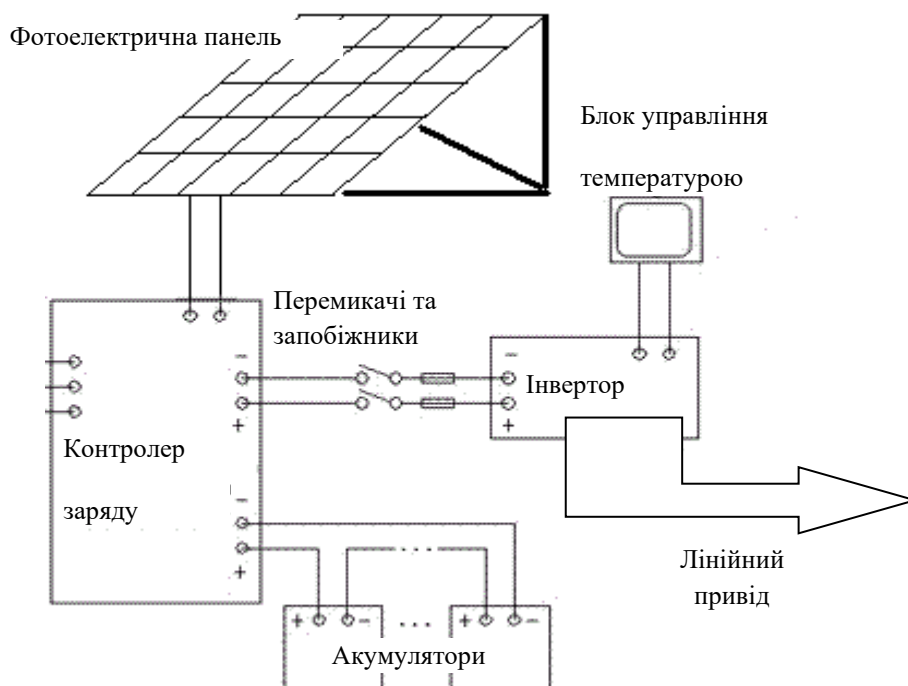 Фотоелектрична панель
Блок управління
температурою
Перемикачі та
запобіжники
−
−
Інвертор
+
+
Контролер
заряду
−
+
Лінійний
привід
+ − ... + −
Акумулятори